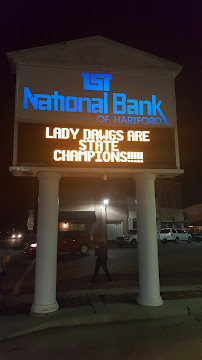 1ST
National Bank
OF HARTFORD
LADY DAWGS ARE
STATE
CHAMPIONS!!!!!